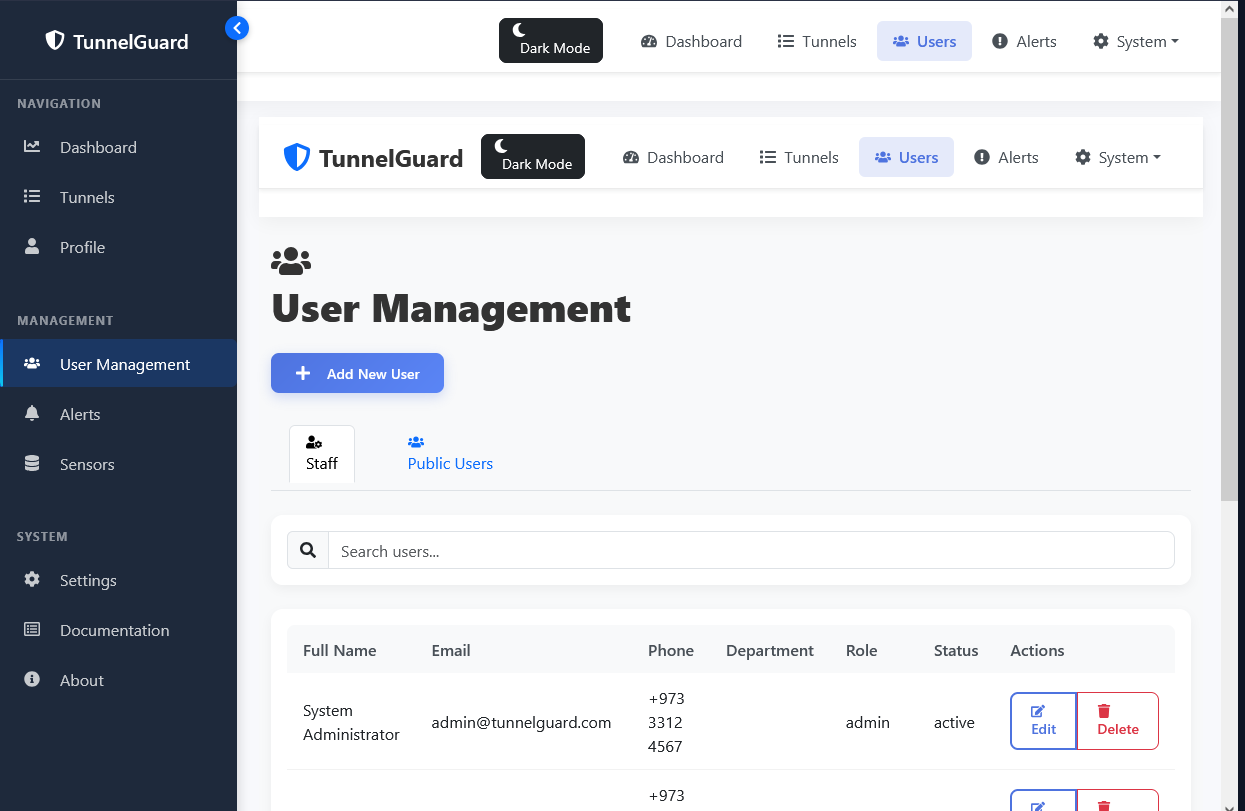 TunnelGuard
NAVIGATION
Dashboard
Tunnels
Profile
MANAGEMENT
User Management
Alerts
Sensors
SYSTEM
Settings
Documentation
About
Dark Mode
Dashboard
Tunnels
Users
Alerts
System
TunnelGuard
Dark Mode
Dashboard
Tunnels
Users
Alerts
System
User Management
Add New User
Staff
Public Users
Search users...
Full Name Email Phone Department Role Status Actions
System Administrator admin@tunnelguard.com +973 3312 4567 admin active Edit Delete
+973